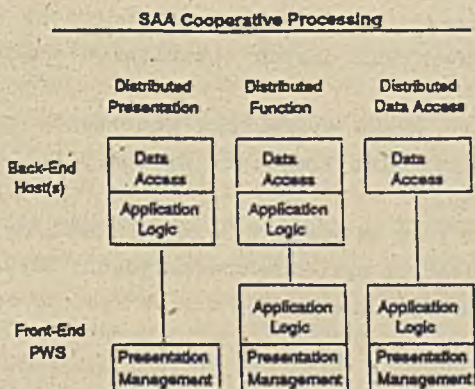 SAA Cooperative Processing
Distributed Presentation
Distributed Function
Distributed Data Access
Back-End Host(s)
Data Access
Application Logic
Data Access
Application Logic
Data Access
Front-End PWS
Presentation Management
Application Logic
Presentation Management
Application Logic
Presentation Management